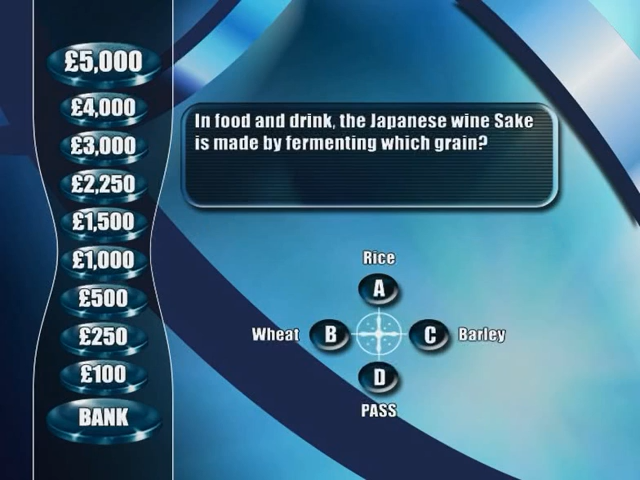 £5,000
£4,000
£3,000
£2,250
£1,500
£1,000
£500
£250
£100
BANK
In food and drink, the Japanese wine Sake
is made by fermenting which grain?
Rice
A
Wheat B C Barley
D
PASS